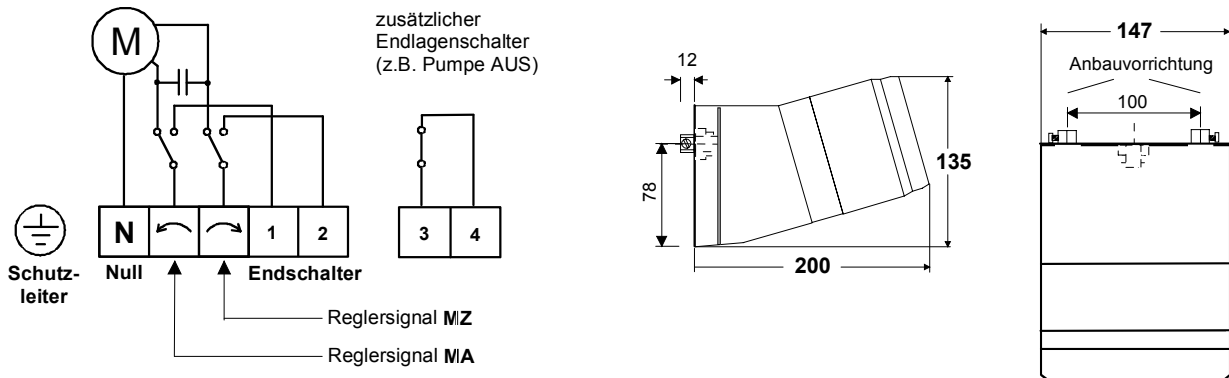 M
zusätzlicher
Endlagenschalter
(z.B. Pumpe AUS)
N
1
2
3
4
Schutz-
leiter
Null
Endschalter
Reglersignal MZ
Reglersignal MA
12
78
135
200
147
Anbauvorrichtung
100